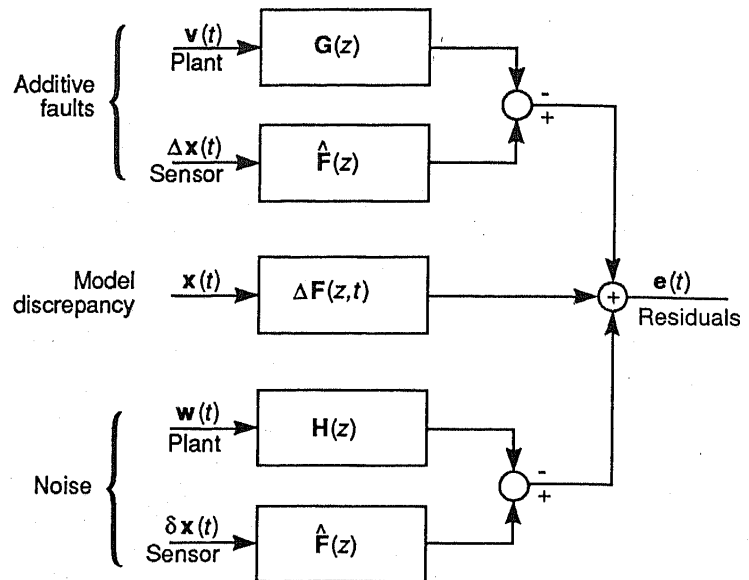 Additive
faults
v(t)
Plant
G(z)
-
+
Δx(t)
Sensor
F̂(z)
Model
discrepancy
x(t)
ΔF(z,t)
+
e(t)
Residuals
Noise
w(t)
Plant
H(z)
-
+
δx(t)
Sensor
F̂(z)